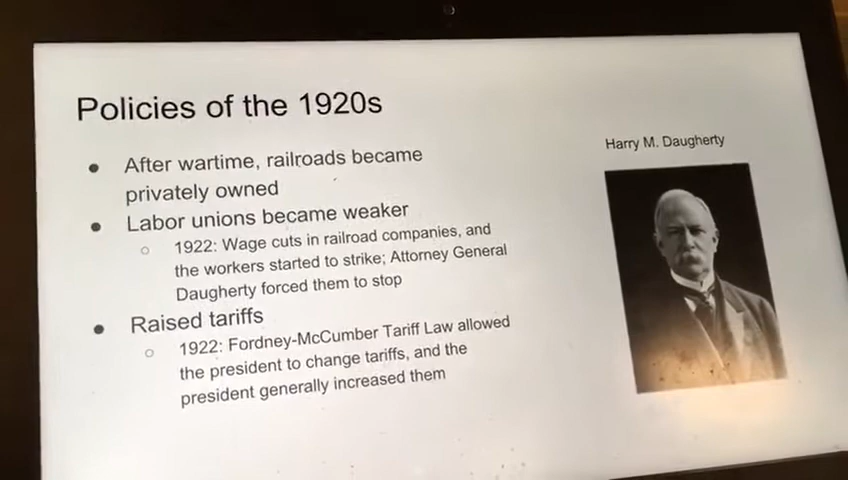 Policies of the 1920s
● After wartime, railroads became
privately owned
● Labor unions became weaker
○ 1922: Wage cuts in railroad companies, and
the workers started to strike; Attorney General
Daugherty forced them to stop
● Raised tariffs
○ 1922: Fordney-McCumber Tariff Law allowed
the president to change tariffs, and the
president generally increased them
Harry M. Daugherty